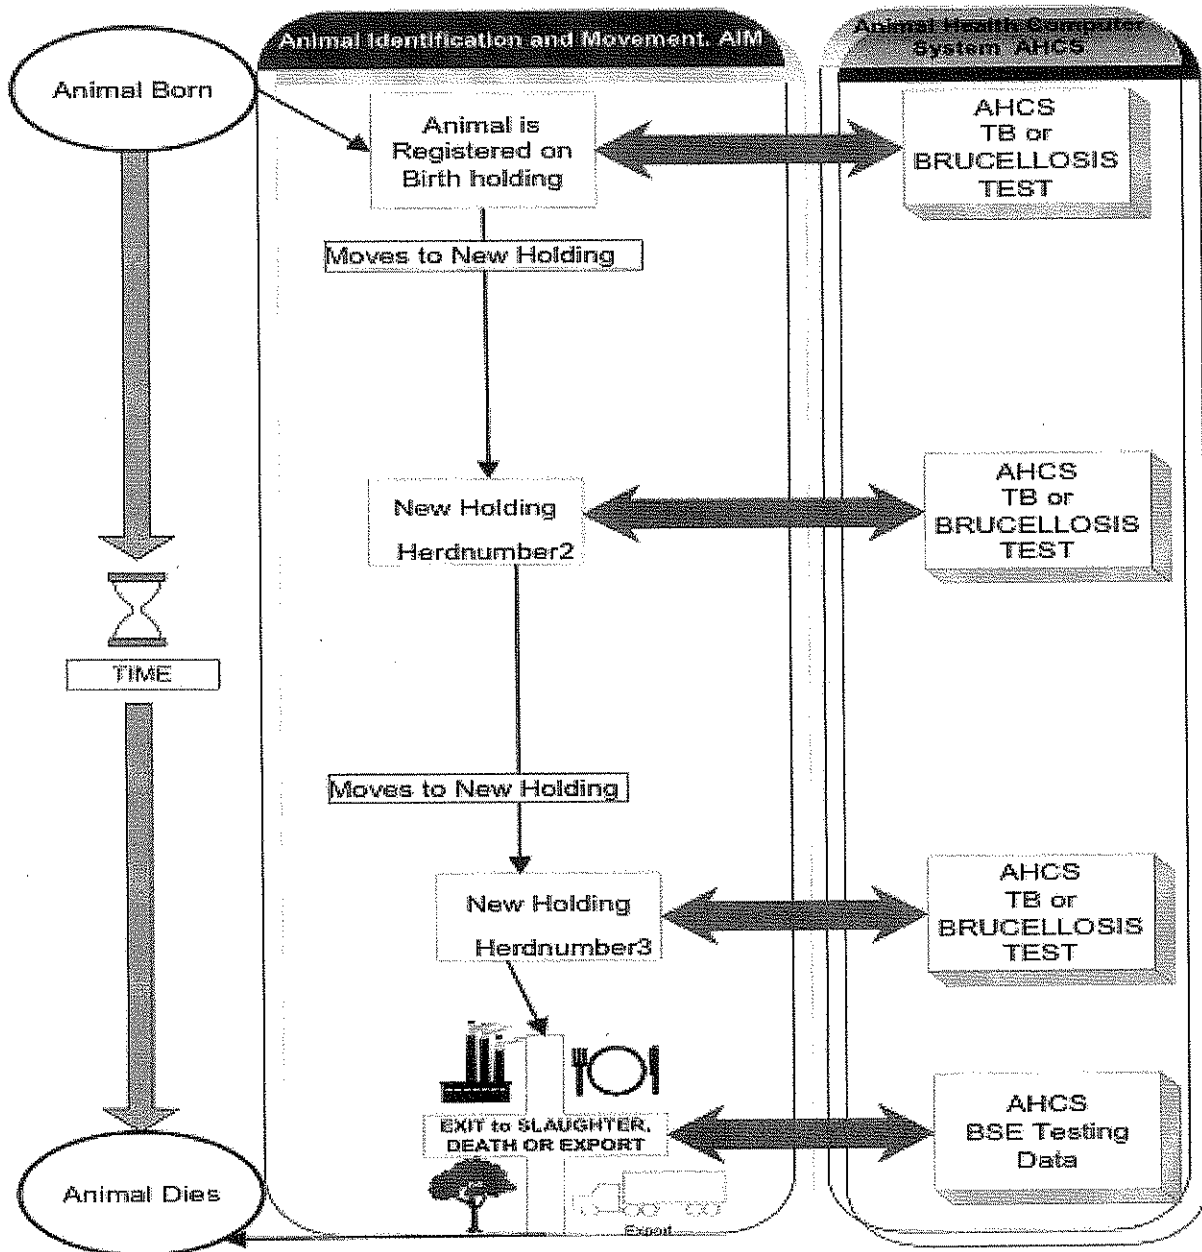 Animal Identification and Movement. AIM
Animal Health Computer
System AHCS
Animal Born
Animal is
Registered on
Birth holding
AHCS
TB or
BRUCELLOSIS
TEST
Moves to New Holding
New Holding
Herdnumber2
AHCS
TB or
BRUCELLOSIS
TEST
TIME
Moves to New Holding
New Holding
Herdnumber3
AHCS
TB or
BRUCELLOSIS
TEST
EXIT to SLAUGHTER,
DEATH OR EXPORT
AHCS
BSE Testing
Data
Animal Dies
Export